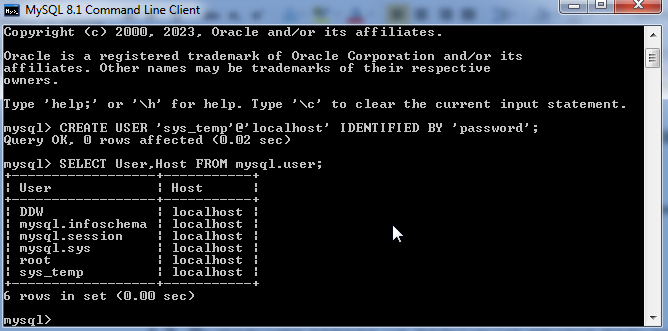 MySQL 8.1 Command Line Client
Copyright (c) 2000, 2023, Oracle and/or its affiliates.
Oracle is a registered trademark of Oracle Corporation and/or its
affiliates. Other names may be trademarks of their respective
owners.
Type 'help;' or '\h' for help. Type '\c' to clear the current input statement.
mysql> CREATE USER 'sys_temp'@'localhost' IDENTIFIED BY 'password';
Query OK, 0 rows affected (0.02 sec)
mysql> SELECT User,Host FROM mysql.user;
+------------------+-----------+
| User             | Host      |
+------------------+-----------+
| DDW              | localhost |
| mysql.infoschema | localhost |
| mysql.session    | localhost |
| mysql.sys        | localhost |
| root             | localhost |
| sys_temp         | localhost |
+------------------+-----------+
6 rows in set (0.00 sec)
mysql>